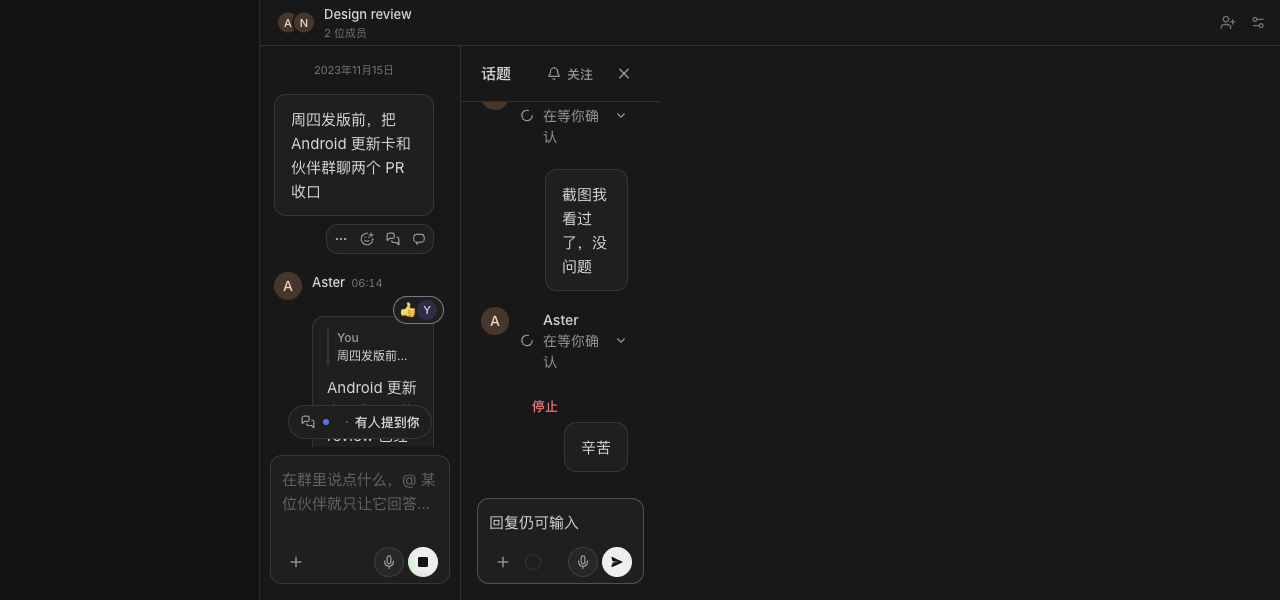 A N
Design review
2 位成员
2023年11月15日
周四发版前，把
Android 更新卡和
伙伴群聊两个 PR
收口
A
Aster 06:14
👍 Y
You
周四发版前...
Android 更新
· 有人提到你
在群里说点什么，@ 某
位伙伴就只让它回答...
话题
关注
在等你确
认
截图我
看过
了，没
问题
A
Aster
在等你确
认
停止
辛苦
回复仍可输入